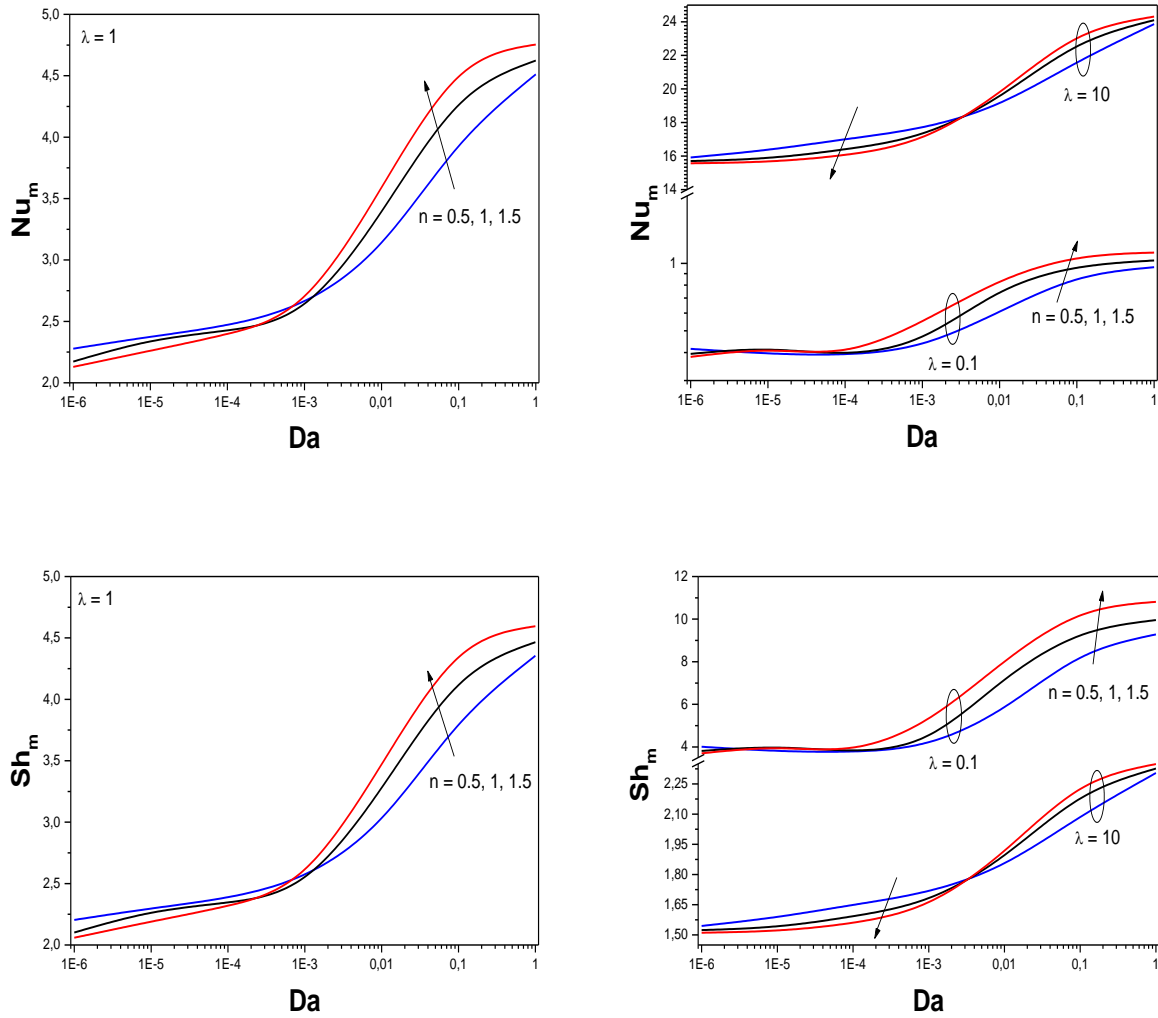 5,0
4,5
4,0
3,5
3,0
2,5
2,0
Nu_m
λ = 1
n = 0.5, 1, 1.5
1E-6 1E-5 1E-4 1E-3 0,01 0,1 1
Da
24
22
20
18
16
14
1
Nu_m
λ = 10
n = 0.5, 1, 1.5
λ = 0.1
1E-6 1E-5 1E-4 1E-3 0,01 0,1 1
Da
5,0
4,5
4,0
3,5
3,0
2,5
2,0
Sh_m
λ = 1
n = 0.5, 1, 1.5
1E-6 1E-5 1E-4 1E-3 0,01 0,1 1
Da
12
10
8
6
4
2,25
2,10
1,95
1,80
1,65
1,50
Sh_m
n = 0.5, 1, 1.5
λ = 0.1
λ = 10
1E-6 1E-5 1E-4 1E-3 0,01 0,1 1
Da